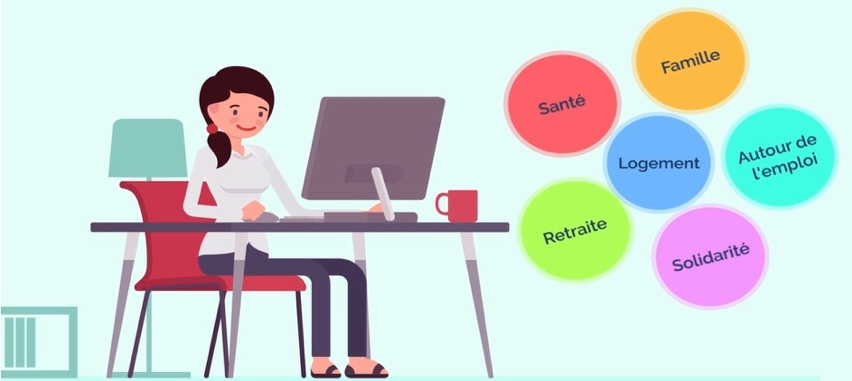 Famille
Santé
Logement
Autour de
l'emploi
Retraite
Solidarité